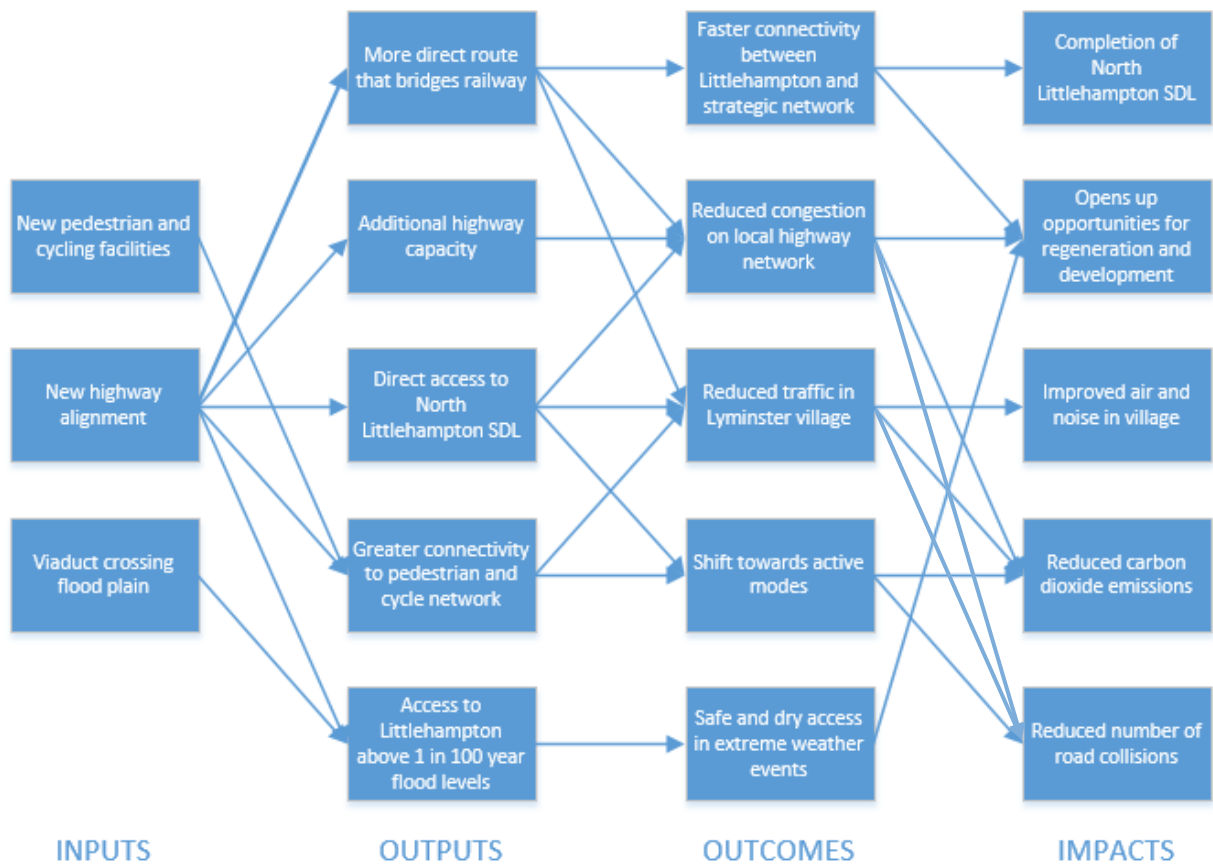 More direct route
that bridges railway
Faster connectivity
between
Littlehampton and
strategic network
Completion of
North
Littlehampton SDL
New pedestrian and
cycling facilities
Additional highway
capacity
Reduced congestion
on local highway
network
Opens up
opportunities for
regeneration and
development
New highway
alignment
Direct access to
North
Littlehampton SDL
Reduced traffic in
Lyminster village
Improved air and
noise in village
Viaduct crossing
flood plain
Greater connectivity
to pedestrian and
cycle network
Shift towards active
modes
Reduced carbon
dioxide emissions
Access to
Littlehampton
above 1 in 100 year
flood levels
Safe and dry access
in extreme weather
events
Reduced number of
road collisions
INPUTS
OUTPUTS
OUTCOMES
IMPACTS